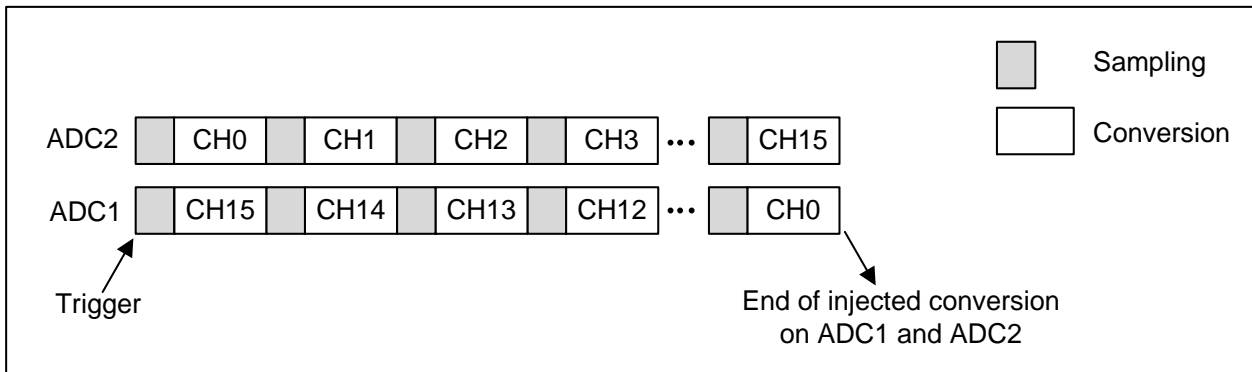 Sampling
Conversion
ADC2 CH0 CH1 CH2 CH3 ••• CH15
ADC1 CH15 CH14 CH13 CH12 ••• CH0
Trigger
End of injected conversion
on ADC1 and ADC2